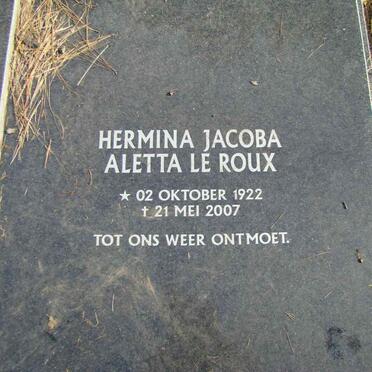 HERMINA JACOBA
ALETTA LE ROUX
★ 02 OKTOBER 1922
† 21 MEI 2007
TOT ONS WEER ONTMOET.